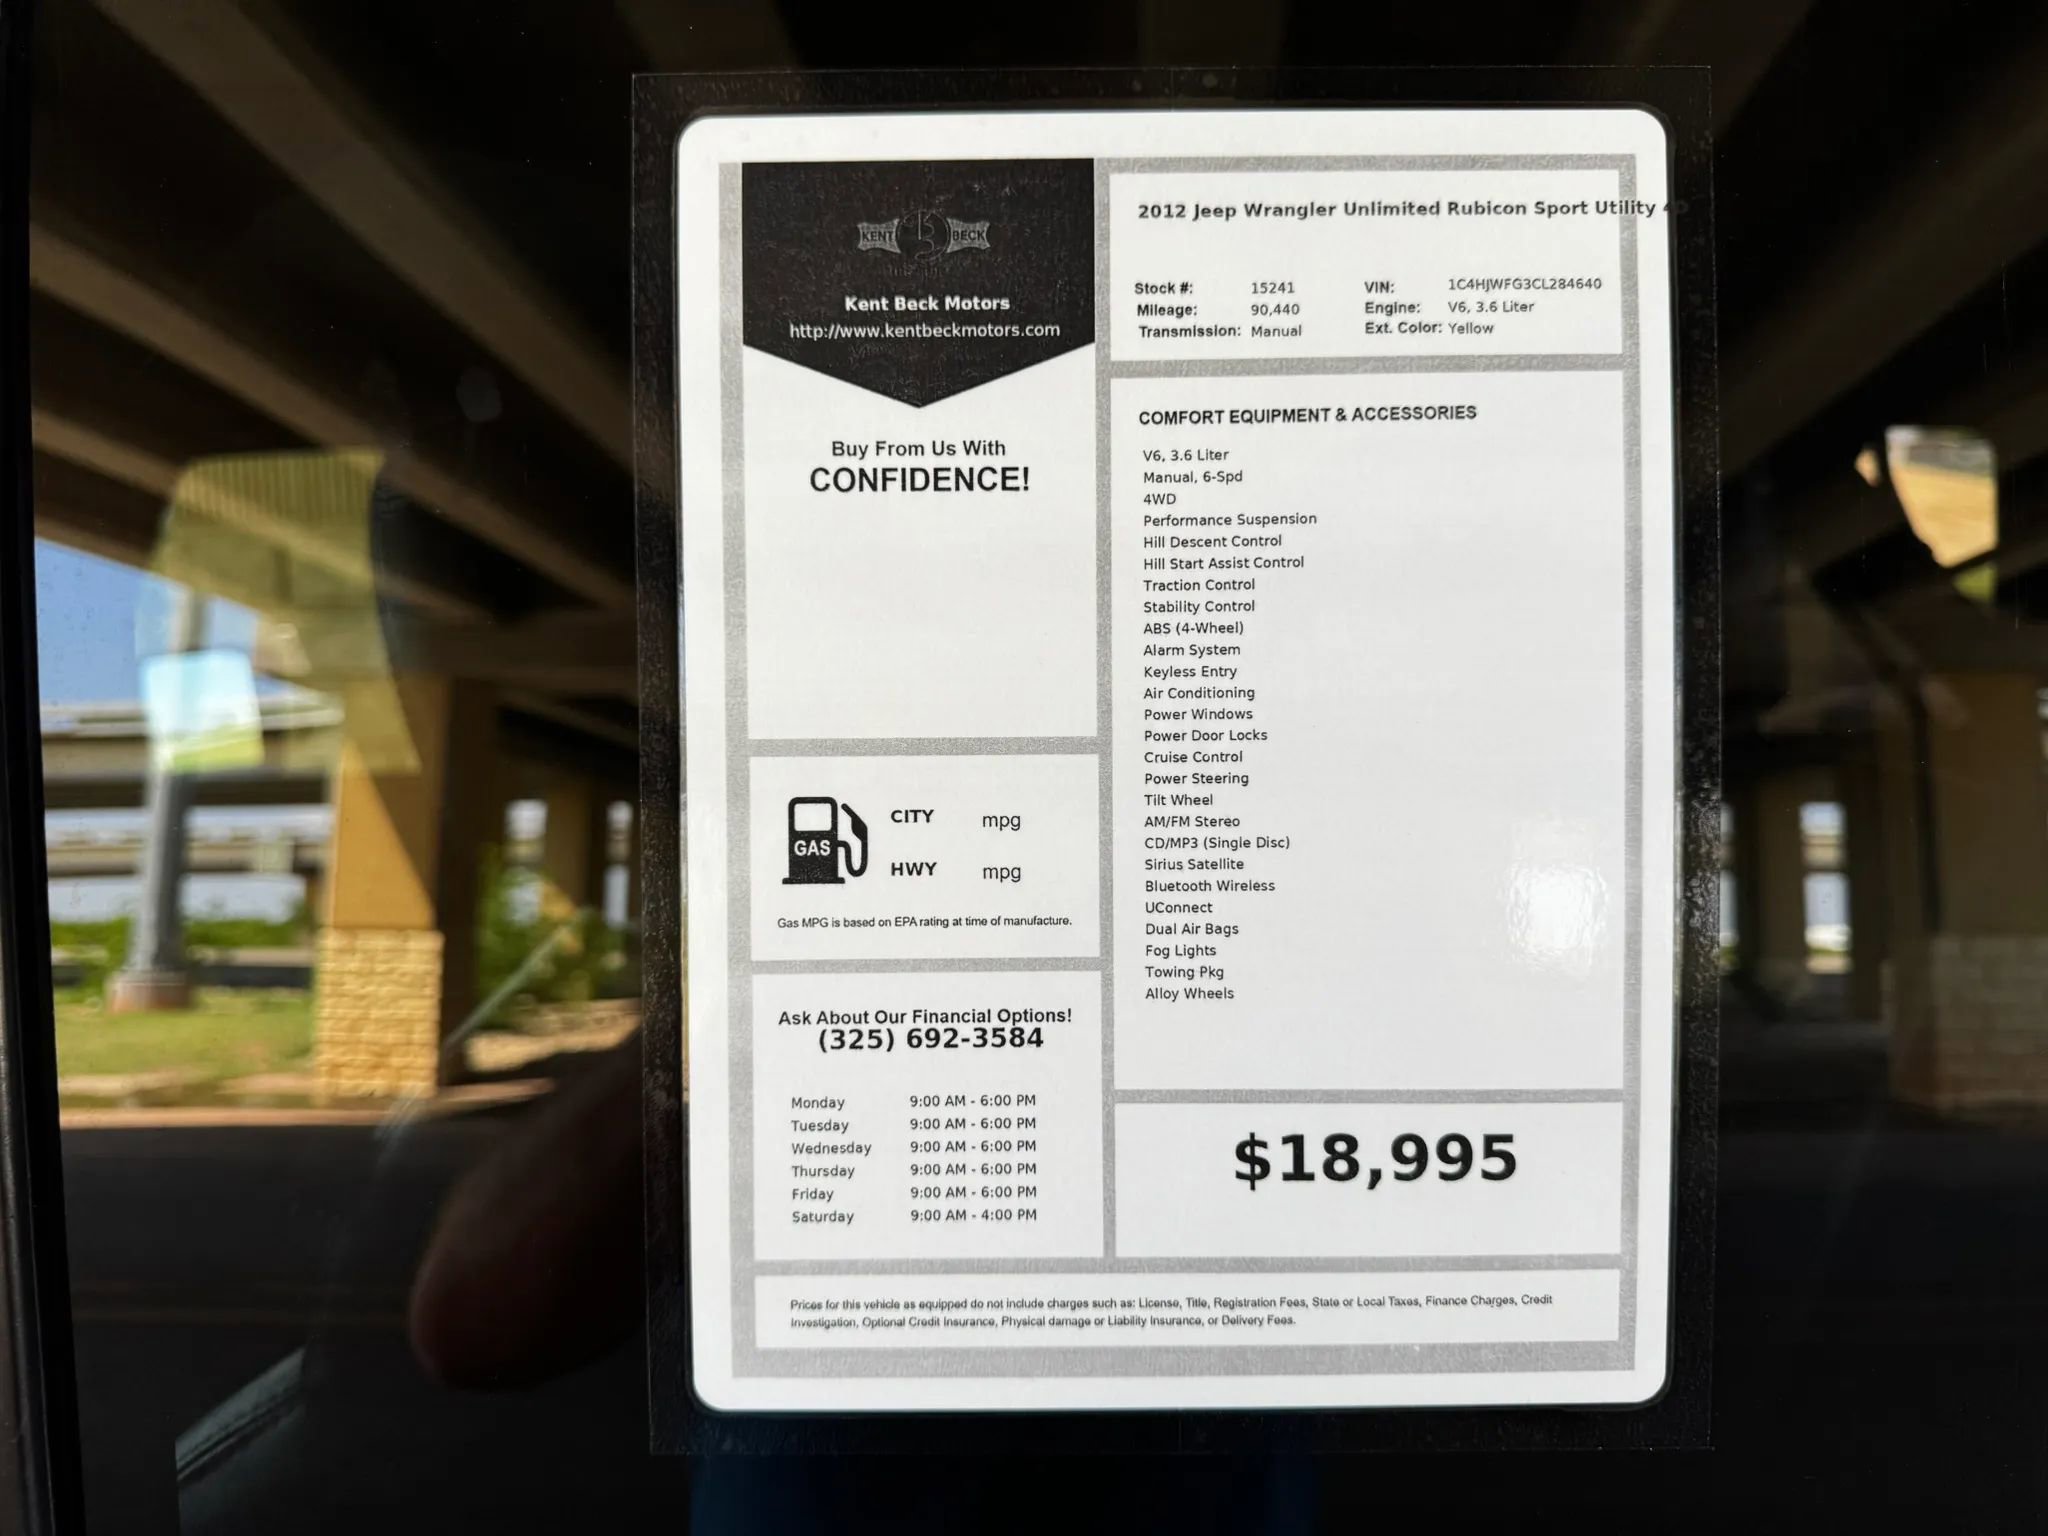 KENT BECK
Kent Beck Motors
http://www.kentbeckmotors.com
Buy From Us With
CONFIDENCE!
GAS
CITY mpg
HWY mpg
Gas MPG is based on EPA rating at time of manufacture.
Ask About Our Financial Options!
(325) 692-3584
Monday 9:00 AM - 6:00 PM
Tuesday 9:00 AM - 6:00 PM
Wednesday 9:00 AM - 6:00 PM
Thursday 9:00 AM - 6:00 PM
Friday 9:00 AM - 6:00 PM
Saturday 9:00 AM - 4:00 PM
2012 Jeep Wrangler Unlimited Rubicon Sport Utility
Stock #: 15241 VIN: 1C4HJWFG3CL284640
Mileage: 90,440 Engine: V6, 3.6 Liter
Transmission: Manual Ext. Color: Yellow
COMFORT EQUIPMENT & ACCESSORIES
V6, 3.6 Liter
Manual, 6-Spd
4WD
Performance Suspension
Hill Descent Control
Hill Start Assist Control
Traction Control
Stability Control
ABS (4-Wheel)
Alarm System
Keyless Entry
Air Conditioning
Power Windows
Power Door Locks
Cruise Control
Power Steering
Tilt Wheel
AM/FM Stereo
CD/MP3 (Single Disc)
Sirius Satellite
Bluetooth Wireless
UConnect
Dual Air Bags
Fog Lights
Towing Pkg
Alloy Wheels
$18,995
Prices for this vehicle as equipped do not include charges such as: License, Title, Registration Fees, State or Local Taxes, Finance Charges, Credit
Investigation, Optional Credit Insurance, Physical damage or Liability Insurance, or Delivery Fees.